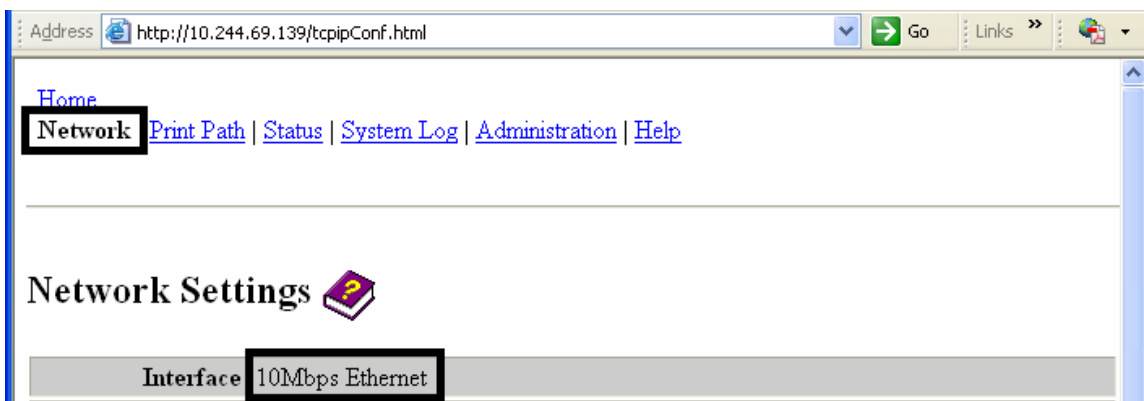 Address http://10.244.69.139/tcpipConf.html Go Links »
Home
Network Print Path | Status | System Log | Administration | Help
Network Settings ?
Interface 10Mbps Ethernet